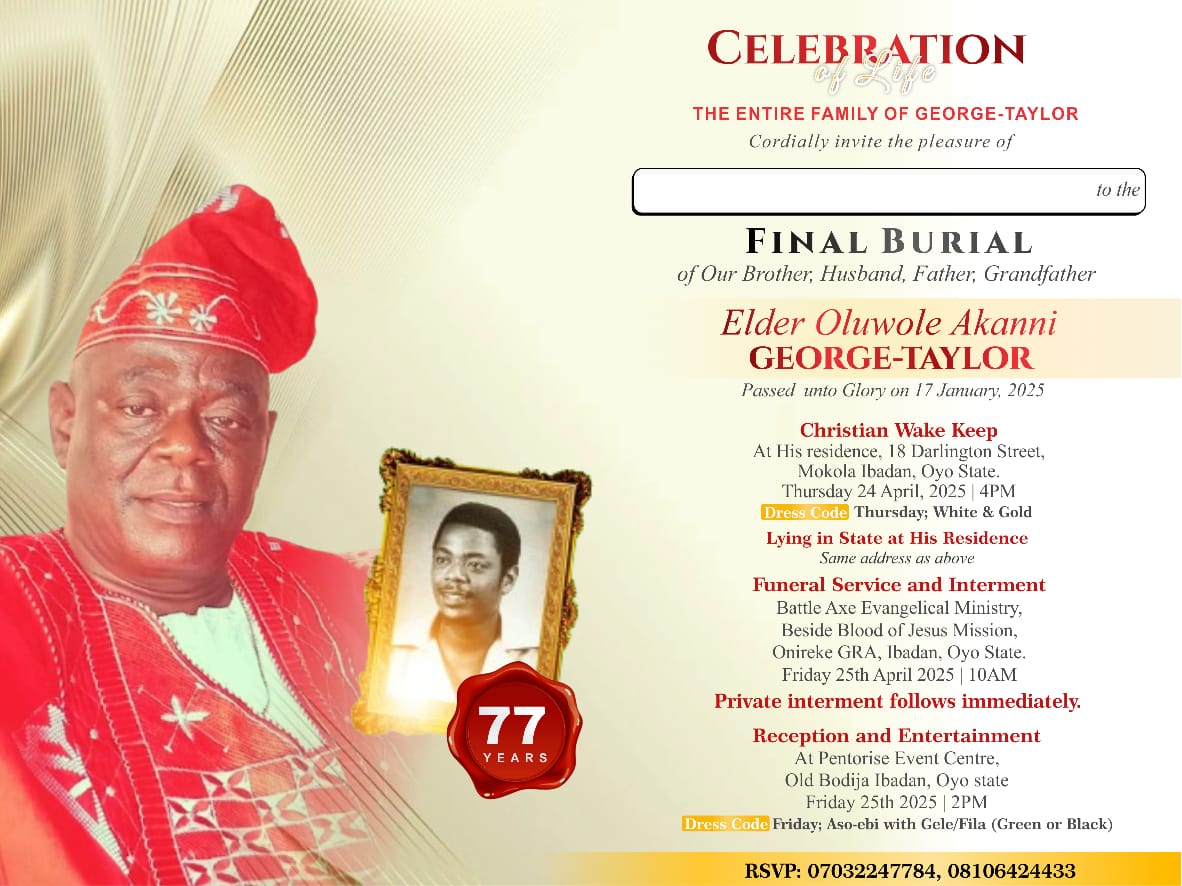 CELEBRATION
of Life
THE ENTIRE FAMILY OF GEORGE-TAYLOR
Cordially invite the pleasure of
to the
FINAL BURIAL
of Our Brother, Husband, Father, Grandfather
Elder Oluwole Akanni
GEORGE-TAYLOR
Passed unto Glory on 17 January, 2025
Christian Wake Keep
At His residence, 18 Darlington Street,
Mokola Ibadan, Oyo State.
Thursday 24 April, 2025 | 4PM
Dress Code Thursday; White & Gold
Lying in State at His Residence
Same address as above
Funeral Service and Interment
Battle Axe Evangelical Ministry,
Beside Blood of Jesus Mission,
Onireke GRA, Ibadan, Oyo State.
Friday 25th April 2025 | 10AM
Private interment follows immediately.
Reception and Entertainment
At Pentorise Event Centre,
Old Bodija Ibadan, Oyo state
Friday 25th 2025 | 2PM
Dress Code Friday; Aso-ebi with Gele/Fila (Green or Black)
RSVP: 07032247784, 08106424433
77
YEARS